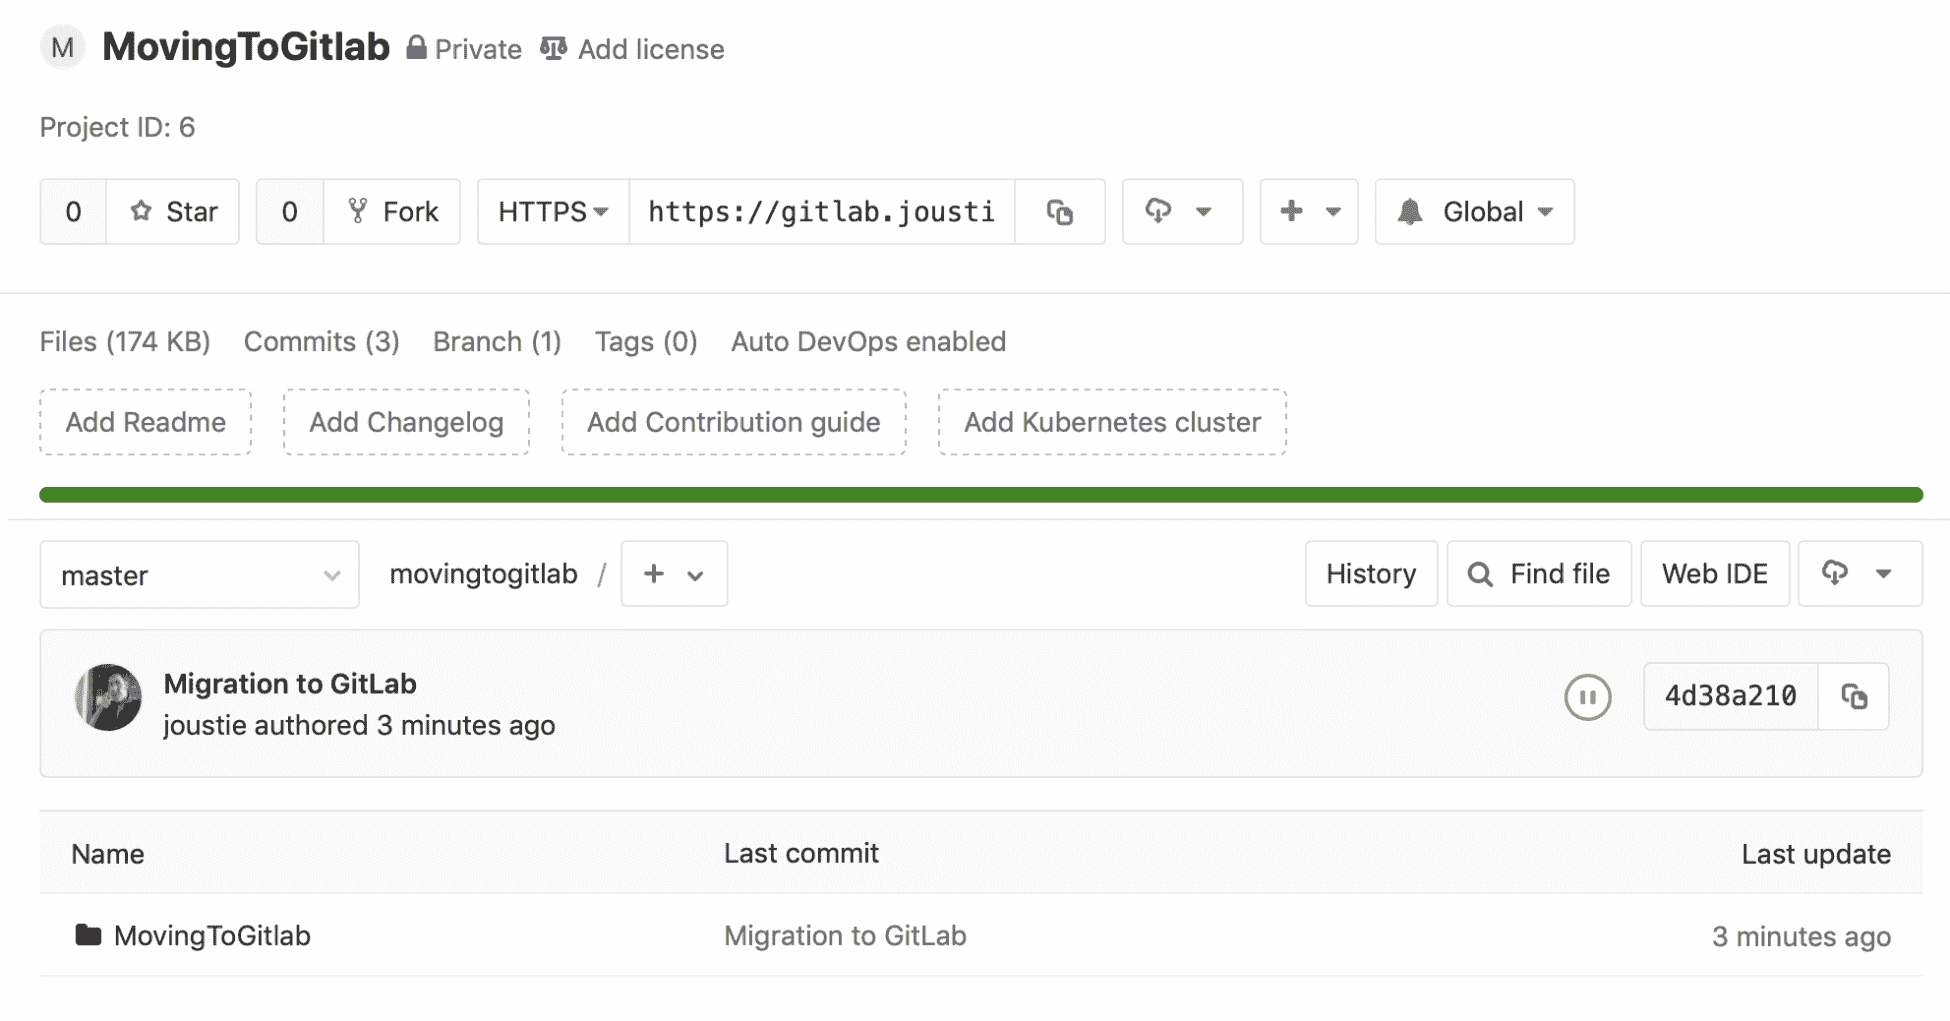 M MovingToGitlab Private Add license
Project ID: 6
0 Star 0 Fork HTTPS https://gitlab.jousti Global
Files (174 KB) Commits (3) Branch (1) Tags (0) Auto DevOps enabled
Add Readme Add Changelog Add Contribution guide Add Kubernetes cluster
master movingtogitlab / + History Find file Web IDE
Migration to GitLab
joustie authored 3 minutes ago
4d38a210
Name Last commit Last update
MovingToGitlab Migration to GitLab 3 minutes ago